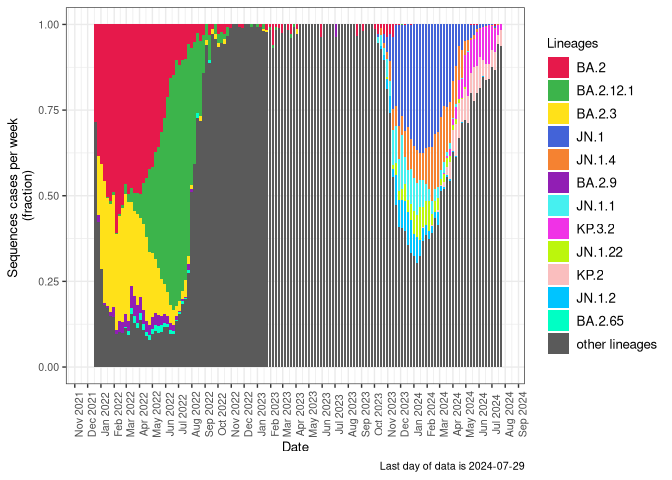 1.00
0.75
0.50
0.25
0.00
Sequences cases per week
(fraction)
Nov 2021
Dec 2021
Jan 2022
Feb 2022
Mar 2022
Apr 2022
May 2022
Jun 2022
Jul 2022
Aug 2022
Sep 2022
Oct 2022
Nov 2022
Dec 2022
Jan 2023
Feb 2023
Mar 2023
Apr 2023
May 2023
Jun 2023
Jul 2023
Aug 2023
Sep 2023
Oct 2023
Nov 2023
Dec 2023
Jan 2024
Feb 2024
Mar 2024
Apr 2024
May 2024
Jun 2024
Jul 2024
Aug 2024
Sep 2024
Date
Lineages
BA.2
BA.2.12.1
BA.2.3
JN.1
JN.1.4
BA.2.9
JN.1.1
KP.3.2
JN.1.22
KP.2
JN.1.2
BA.2.65
other lineages
Last day of data is 2024-07-29